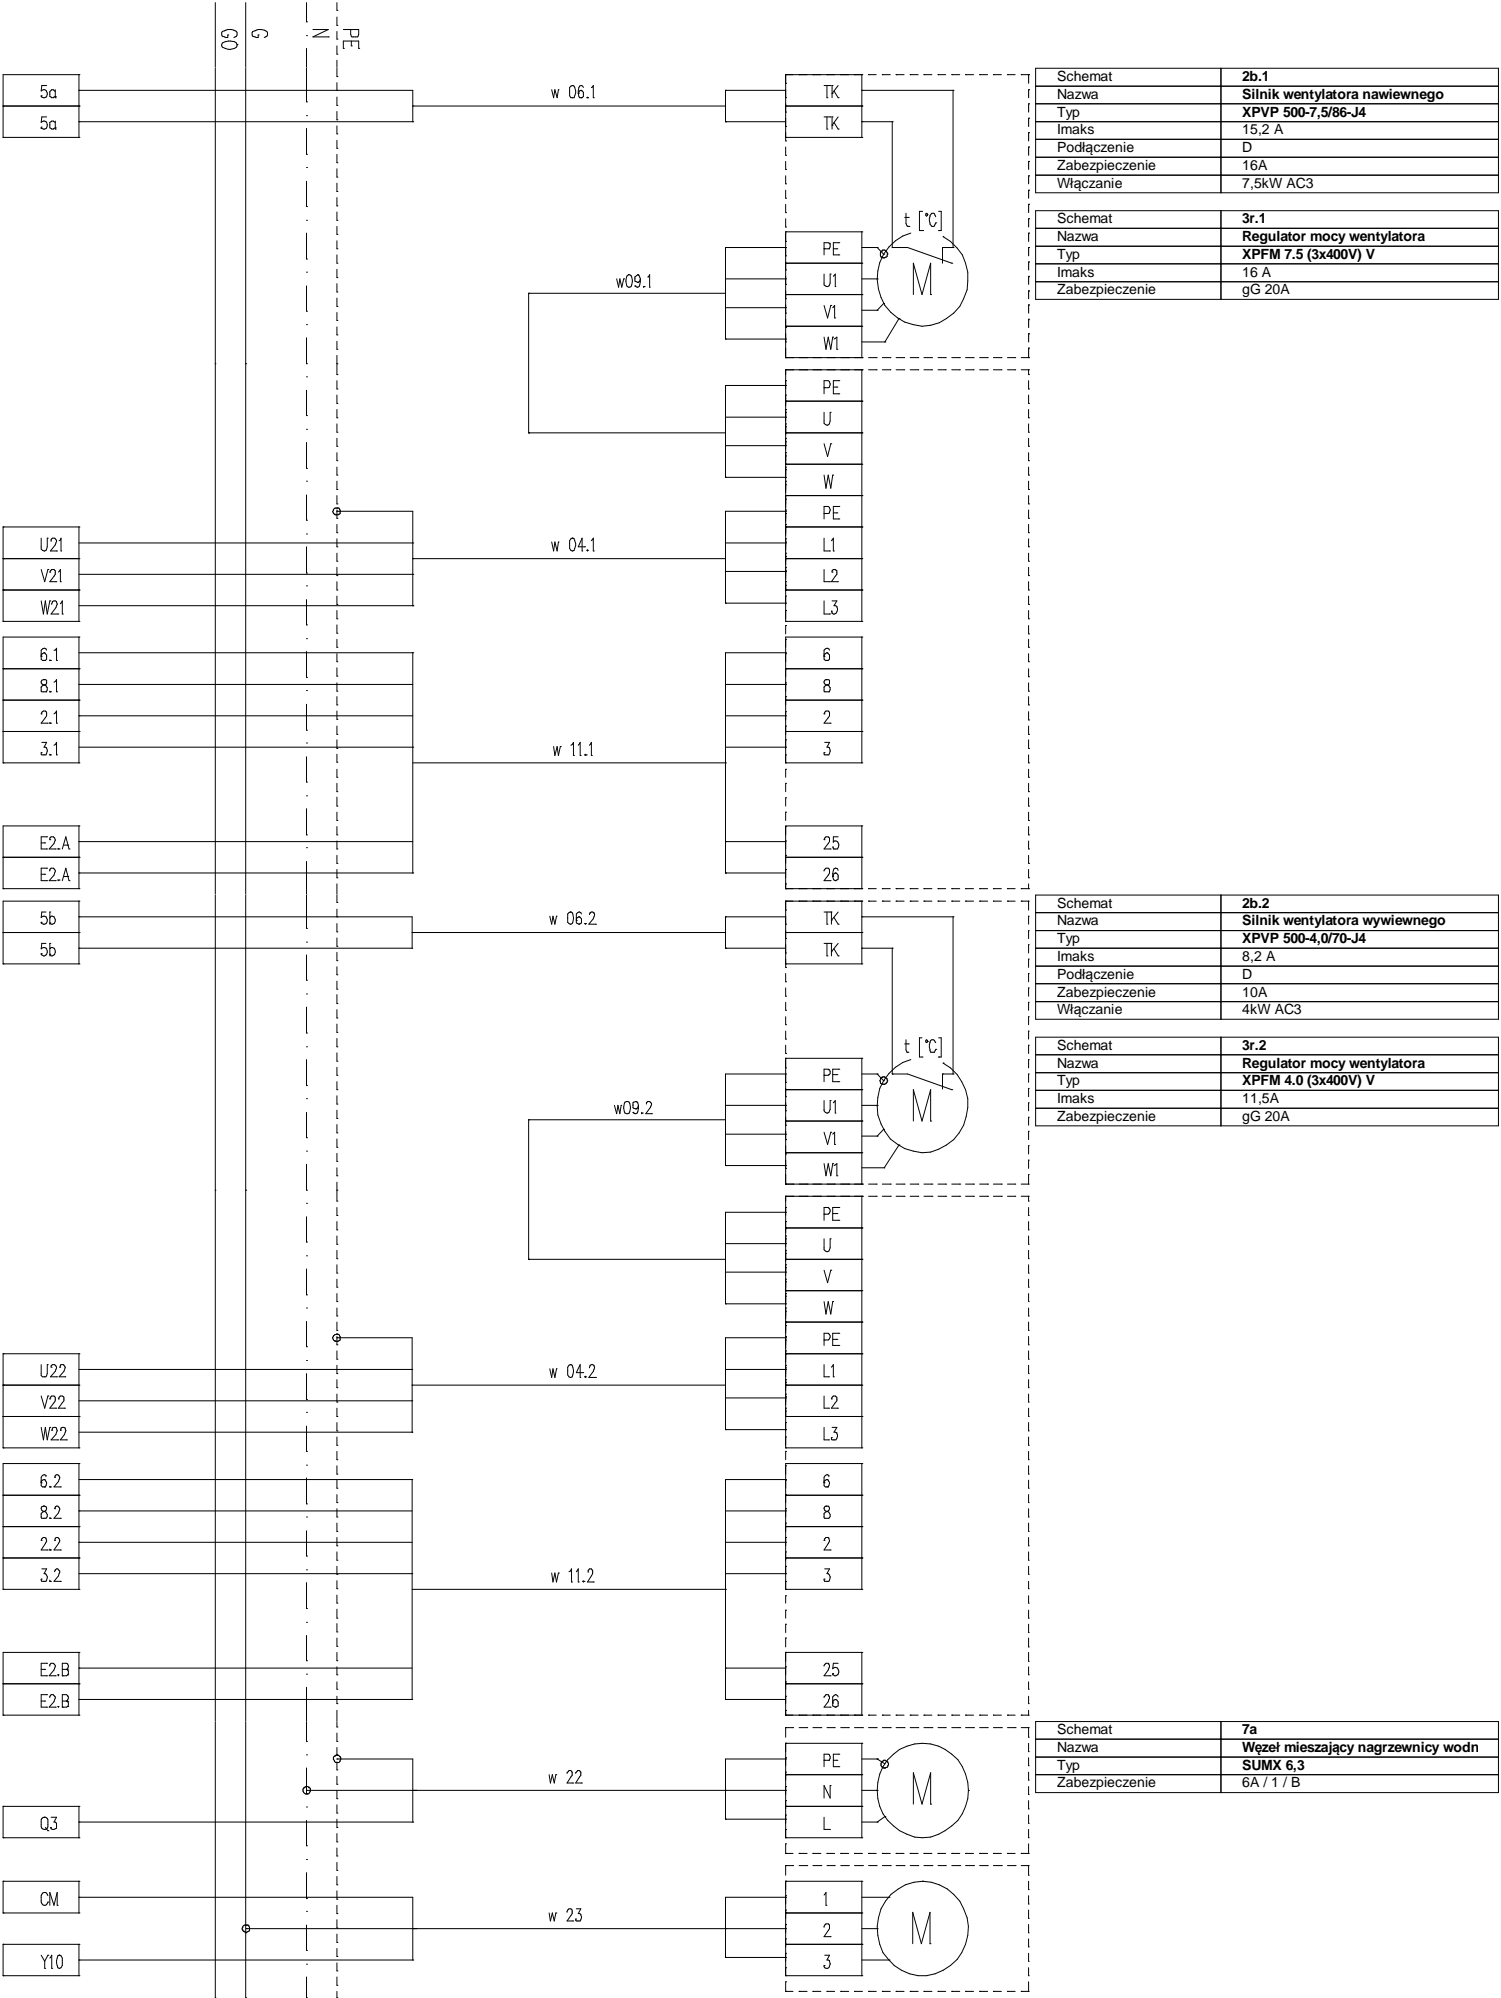 GO G N PE
5a w 06.1 TK
5a TK
t [°C]
PE
w09.1 U1 M
V1
W1
PE
U
V
W
PE
U21 w 04.1 L1
V21 L2
W21 L3
6.1 6
8.1 8
2.1 2
3.1 w 11.1 3
E2.A 25
E2.A 26
Schemat 2b.1
Nazwa Silnik wentylatora nawiewnego
Typ XPVP 500-7,5/86-J4
Imaks 15,2 A
Podłączenie D
Zabezpieczenie 16A
Włączanie 7,5kW AC3
Schemat 3r.1
Nazwa Regulator mocy wentylatora
Typ XPFM 7.5 (3x400V) V
Imaks 16 A
Zabezpieczenie gG 20A
5b w 06.2 TK
5b TK
t [°C]
PE
w09.2 U1 M
V1
W1
PE
U
V
W
PE
U22 w 04.2 L1
V22 L2
W22 L3
6.2 6
8.2 8
2.2 2
3.2 w 11.2 3
E2.B 25
E2.B 26
Schemat 2b.2
Nazwa Silnik wentylatora wywiewnego
Typ XPVP 500-4,0/70-J4
Imaks 8,2 A
Podłączenie D
Zabezpieczenie 10A
Włączanie 4kW AC3
Schemat 3r.2
Nazwa Regulator mocy wentylatora
Typ XPFM 4.0 (3x400V) V
Imaks 11,5A
Zabezpieczenie gG 20A
PE
w 22 N M
Q3 L
Schemat 7a
Nazwa Węzeł mieszający nagrzewnicy wodn
Typ SUMX 6,3
Zabezpieczenie 6A / 1 / B
CM 1
w 23 2 M
Y10 3